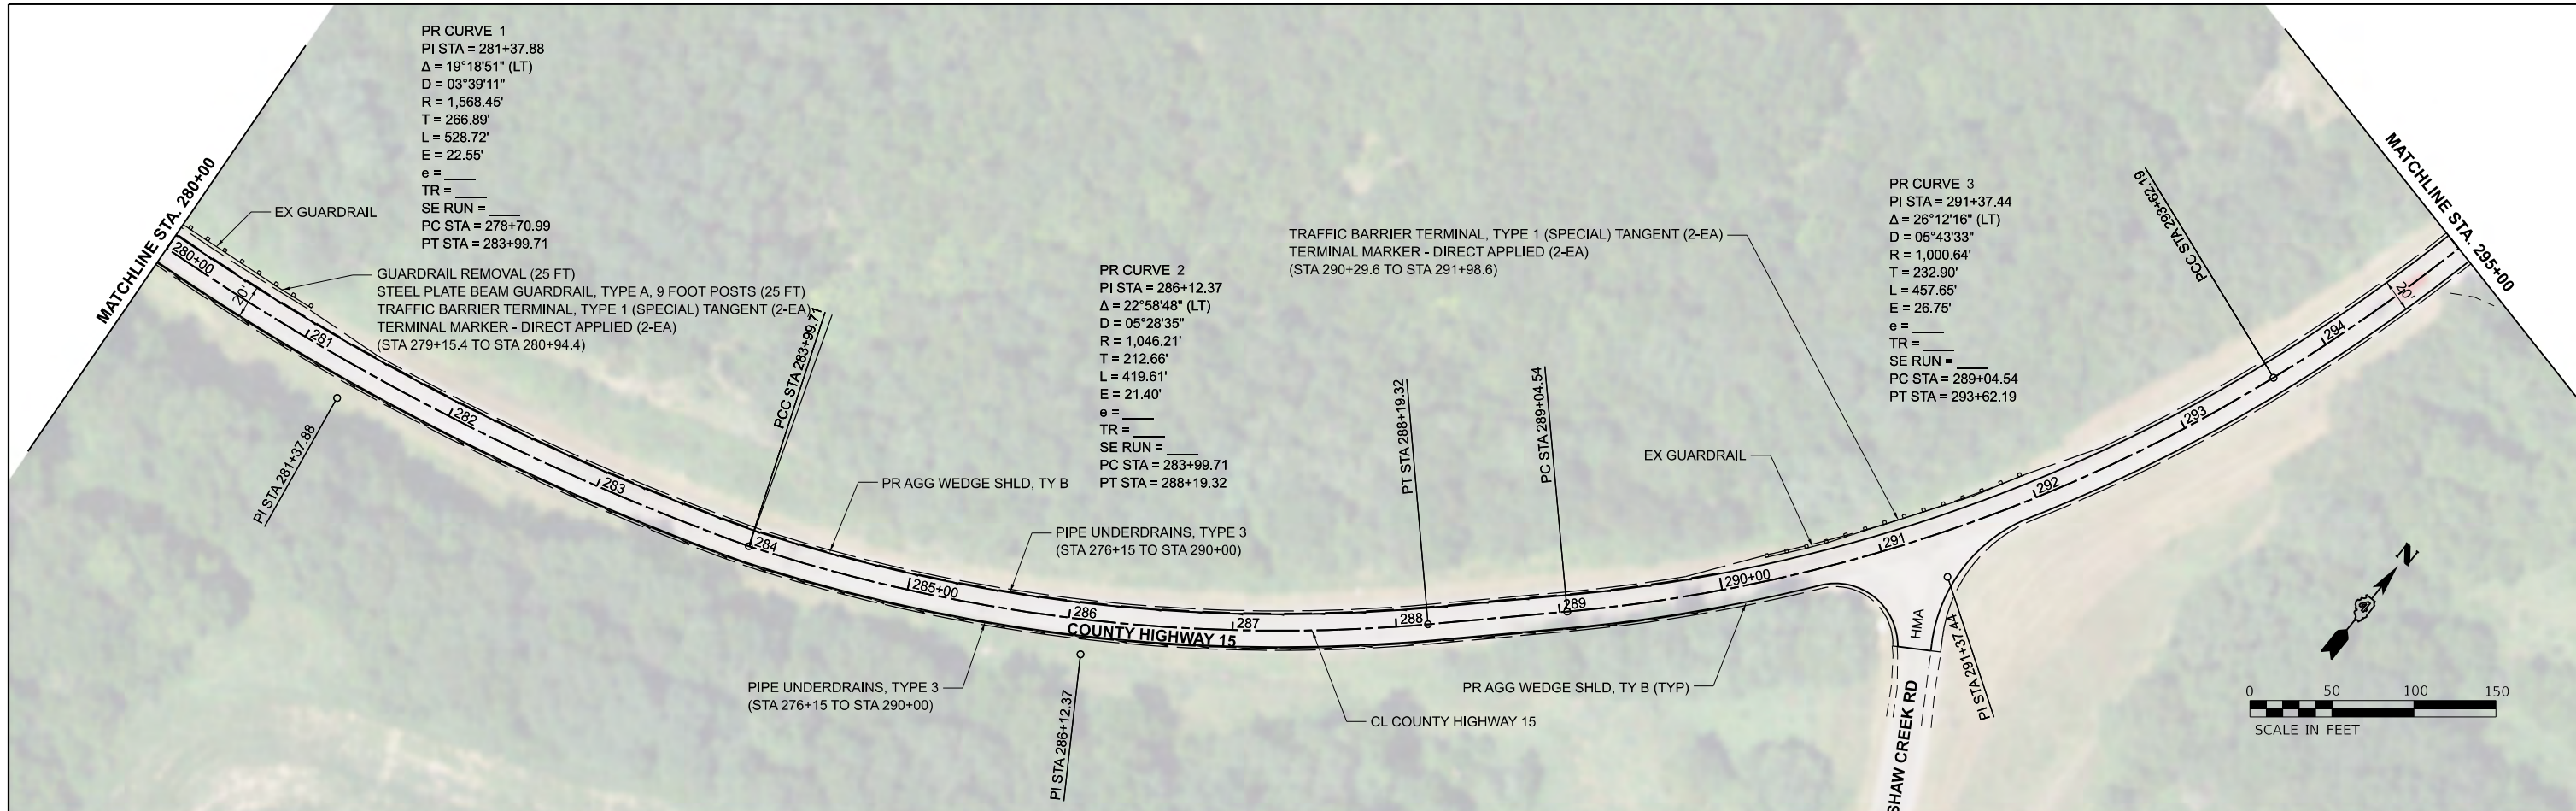 PR CURVE 1
PI STA = 281+37.88
Δ = 19°18'51" (LT)
D = 03°39'11"
R = 1,568.45'
T = 266.89'
L = 528.72'
E = 22.55'
e = ____
TR = ____
SE RUN = ____
PC STA = 278+70.99
PT STA = 283+99.71
MATCHLINE STA. 280+00
EX GUARDRAIL
GUARDRAIL REMOVAL (25 FT)
STEEL PLATE BEAM GUARDRAIL, TYPE A, 9 FOOT POSTS (25 FT)
TRAFFIC BARRIER TERMINAL, TYPE 1 (SPECIAL) TANGENT (2-EA)
TERMINAL MARKER - DIRECT APPLIED (2-EA)
(STA 279+15.4 TO STA 280+94.4)
280+00
20'
281
282
283
284
285+00
286
287
288
289
290+00
291
292
293
294
20'
PI STA 281+37.88
PCC STA 283+99.71
PR AGG WEDGE SHLD, TY B
PIPE UNDERDRAINS, TYPE 3
(STA 276+15 TO STA 290+00)
PR CURVE 2
PI STA = 286+12.37
Δ = 22°58'48" (LT)
D = 05°28'35"
R = 1,046.21'
T = 212.66'
L = 419.61'
E = 21.40'
e = ____
TR = ____
SE RUN = ____
PC STA = 283+99.71
PT STA = 288+19.32
COUNTY HIGHWAY 15
PIPE UNDERDRAINS, TYPE 3
(STA 276+15 TO STA 290+00)
PI STA 286+12.37
CL COUNTY HIGHWAY 15
PT STA 288+19.32
PC STA 289+04.54
TRAFFIC BARRIER TERMINAL, TYPE 1 (SPECIAL) TANGENT (2-EA)
TERMINAL MARKER - DIRECT APPLIED (2-EA)
(STA 290+29.6 TO STA 291+98.6)
EX GUARDRAIL
PR AGG WEDGE SHLD, TY B (TYP)
PR CURVE 3
PI STA = 291+37.44
Δ = 26°12'16" (LT)
D = 05°43'33"
R = 1,000.64'
T = 232.90'
L = 457.65'
E = 26.75'
e = ____
TR = ____
SE RUN = ____
PC STA = 289+04.54
PT STA = 293+62.19
HMA
SHAW CREEK RD
PI STA 291+37.44
PCC STA 293+62.19
MATCHLINE STA. 295+00
N
0 50 100 150
SCALE IN FEET